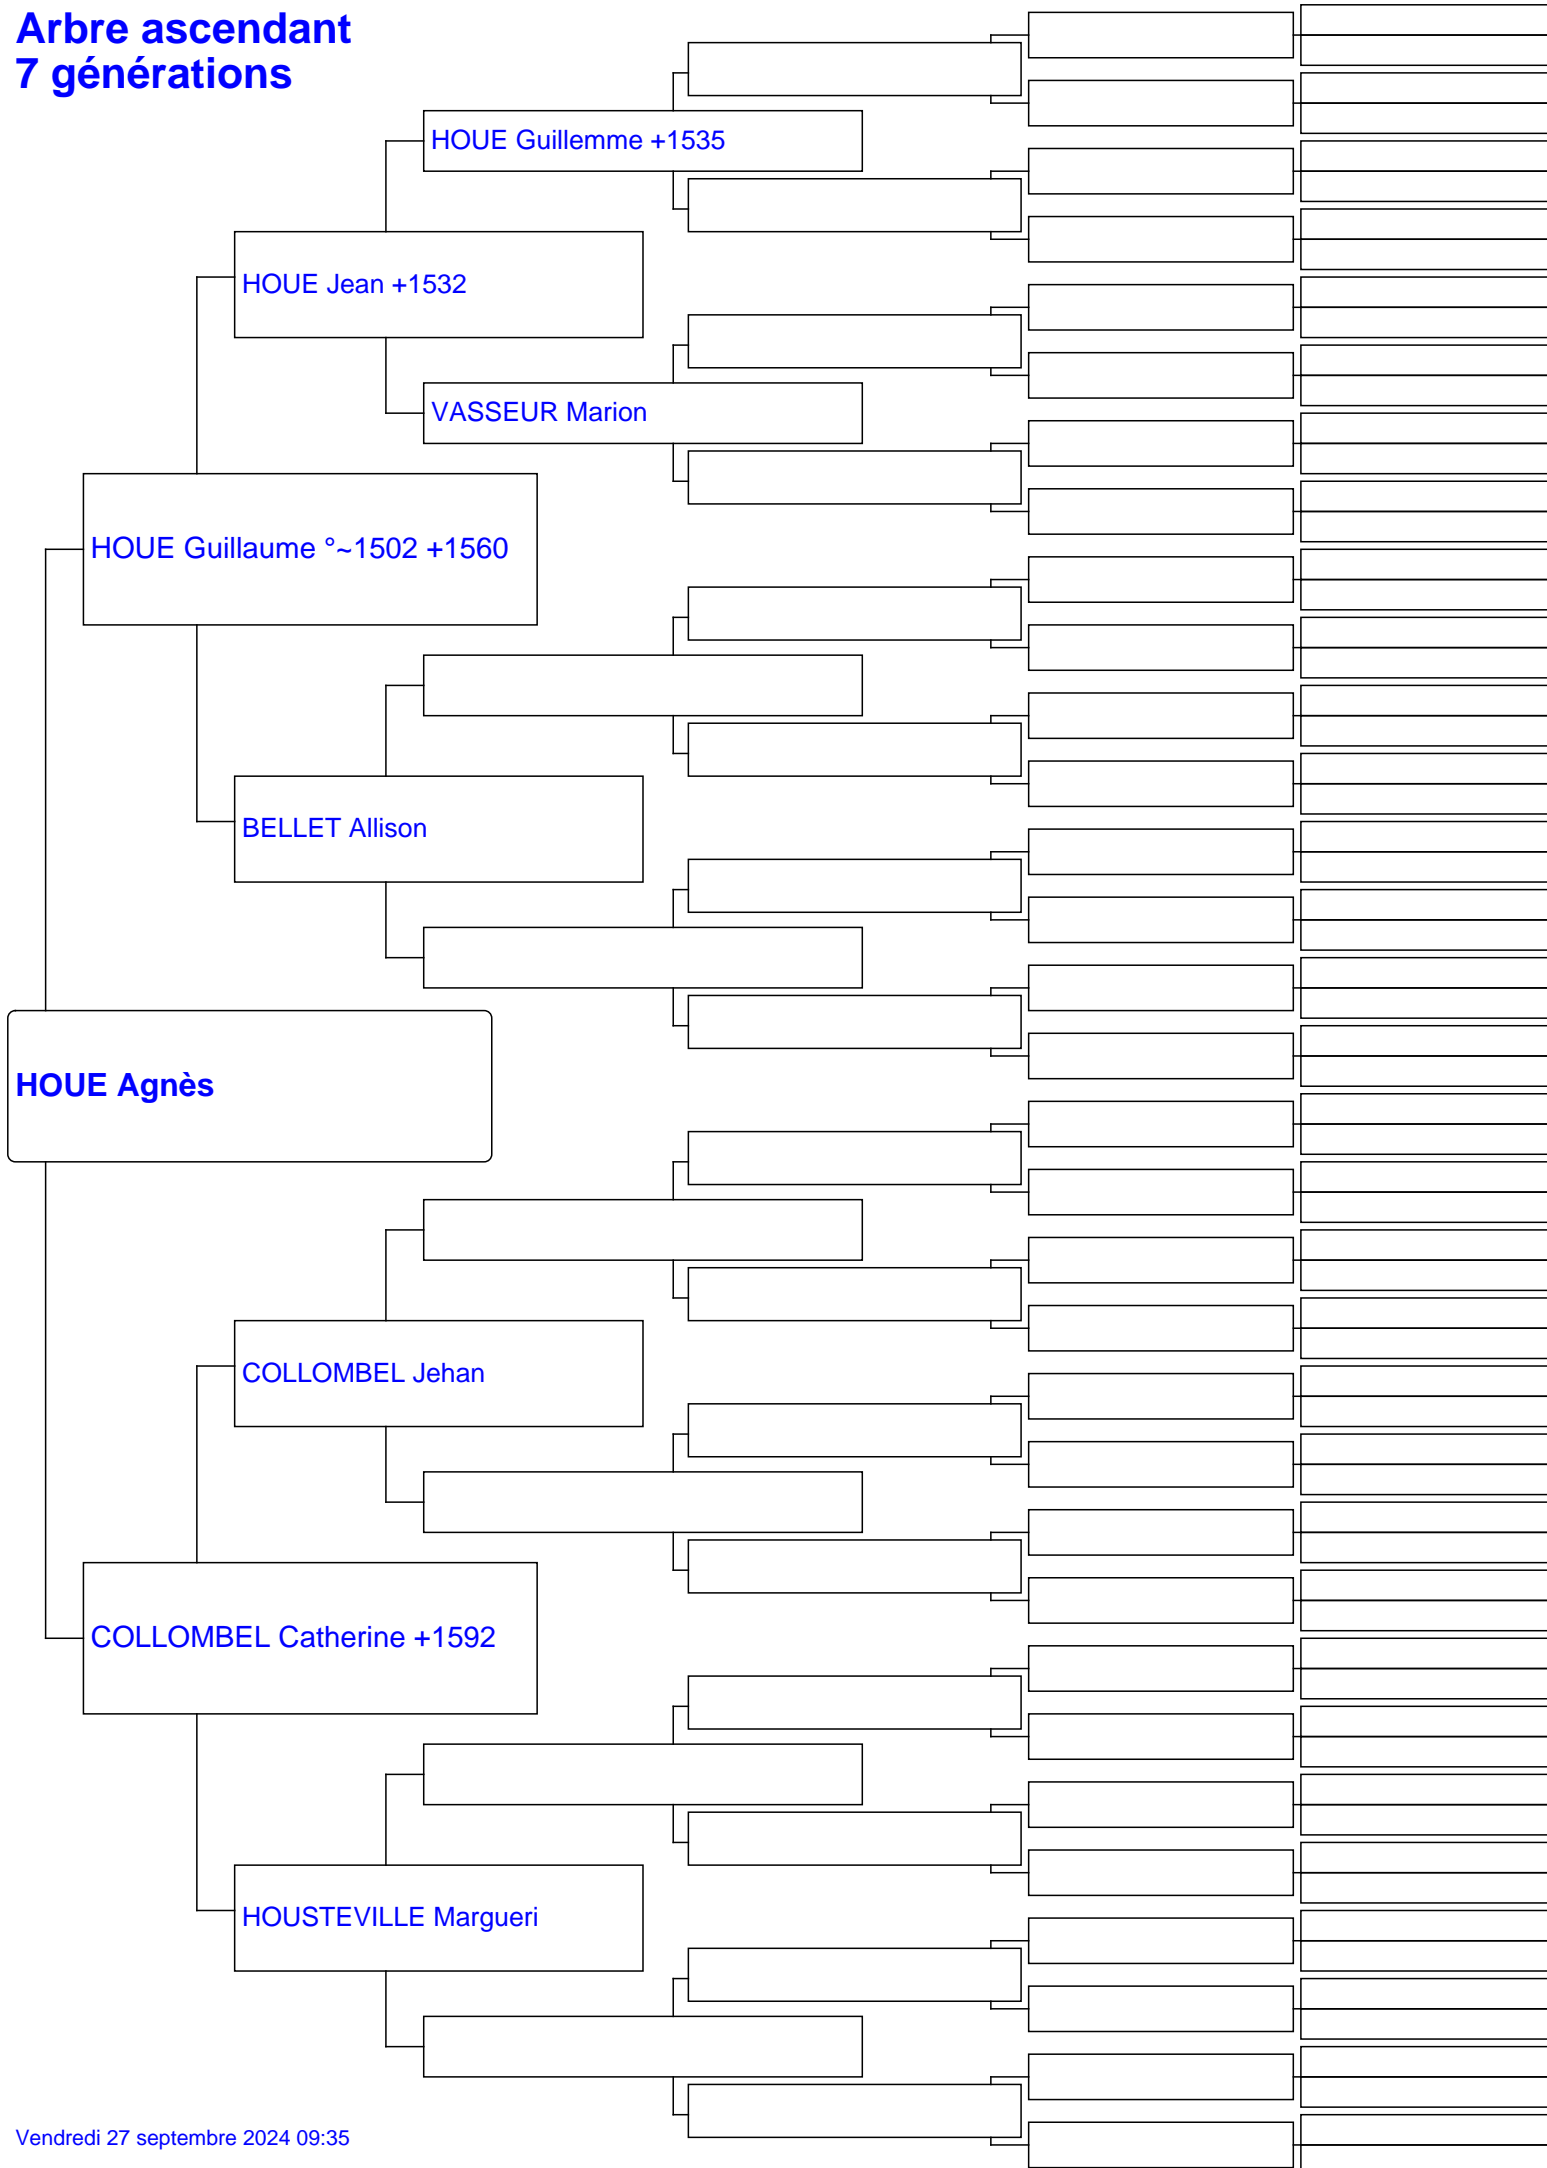 Arbre ascendant
7 générations
HOUE Guillemme +1535
HOUE Jean +1532
VASSEUR Marion
HOUE Guillaume °~1502 +1560
BELLET Allison
HOUE Agnès
COLLOMBEL Jehan
COLLOMBEL Catherine +1592
HOUSTEVILLE Margueri
Vendredi 27 septembre 2024 09:35